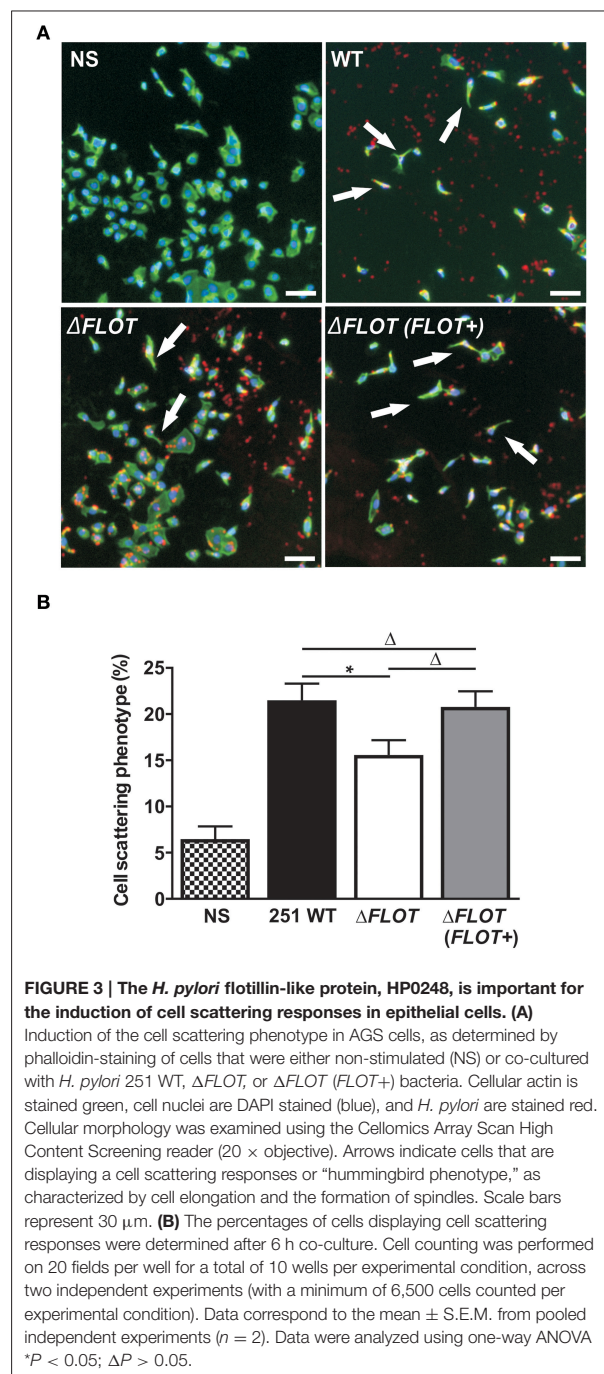 A
NS
WT
ΔFLOT
ΔFLOT (FLOT+)
B
Cell scattering phenotype (%)
25
20
15
10
5
0
Δ
*
Δ
NS
251 WT
ΔFLOT
ΔFLOT
(FLOT+)
FIGURE 3 | The H. pylori flotillin-like protein, HP0248, is important for
the induction of cell scattering responses in epithelial cells. (A)
Induction of the cell scattering phenotype in AGS cells, as determined by
phalloidin-staining of cells that were either non-stimulated (NS) or co-cultured
with H. pylori 251 WT, ΔFLOT, or ΔFLOT (FLOT+) bacteria. Cellular actin is
stained green, cell nuclei are DAPI stained (blue), and H. pylori are stained red.
Cellular morphology was examined using the Cellomics Array Scan High
Content Screening reader (20 × objective). Arrows indicate cells that are
displaying a cell scattering responses or “hummingbird phenotype,” as
characterized by cell elongation and the formation of spindles. Scale bars
represent 30 μm. (B) The percentages of cells displaying cell scattering
responses were determined after 6 h co-culture. Cell counting was performed
on 20 fields per well for a total of 10 wells per experimental condition, across
two independent experiments (with a minimum of 6,500 cells counted per
experimental condition). Data correspond to the mean ± S.E.M. from pooled
independent experiments (n = 2). Data were analyzed using one-way ANOVA
*P < 0.05; ΔP > 0.05.